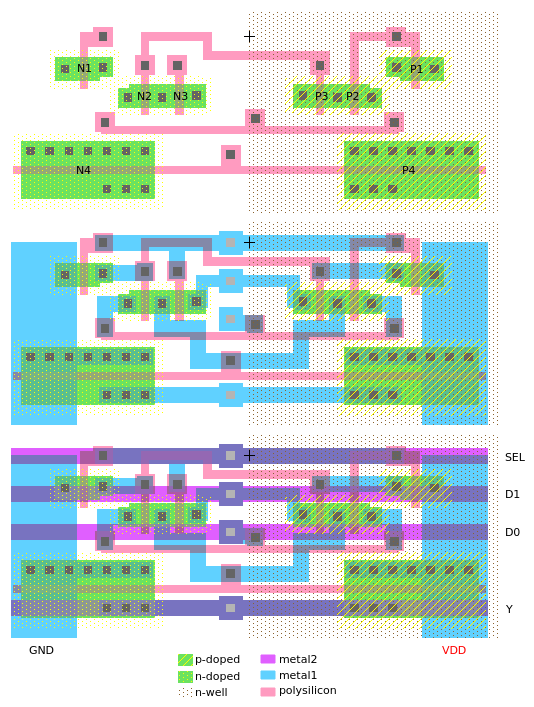 N1
P1
N2 N3
P3 P2
N4
P4
SEL
D1
D0
Y
GND
VDD
p-doped
metal2
n-doped
metal1
n-well
polysilicon